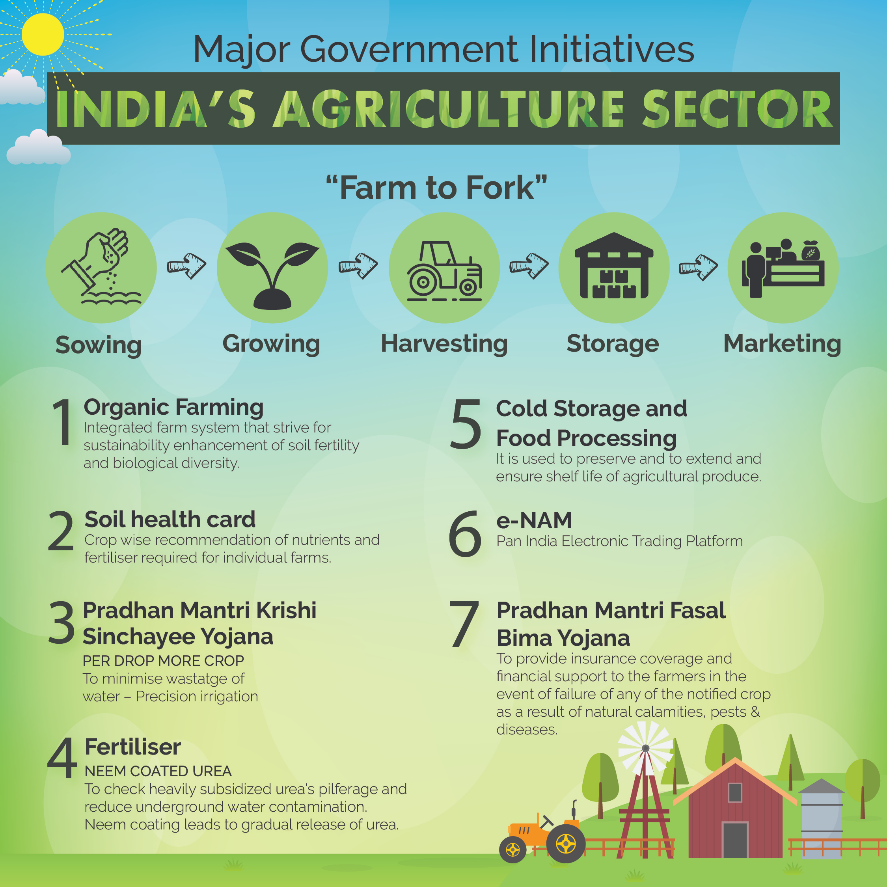 Major Government Initiatives
INDIA'S AGRICULTURE SECTOR
“Farm to Fork”
Sowing
Growing
Harvesting
Storage
Marketing
1 Organic Farming
Integrated farm system that strive for
sustainability enhancement of soil fertility
and biological diversity.
2 Soil health card
Crop wise recommendation of nutrients and
fertiliser required for individual farms.
3 Pradhan Mantri Krishi
Sinchayee Yojana
PER DROP MORE CROP
To minimise wastatge of
water – Precision irrigation
4 Fertiliser
NEEM COATED UREA
To check heavily subsidized urea's pilferage and
reduce underground water contamination.
Neem coating leads to gradual release of urea.
5 Cold Storage and
Food Processing
It is used to preserve and to extend and
ensure shelf life of agricultural produce.
6 e-NAM
Pan India Electronic Trading Platform
7 Pradhan Mantri Fasal
Bima Yojana
To provide insurance coverage and
financial support to the farmers in the
event of failure of any of the notified crop
as a result of natural calamities, pests &
diseases.